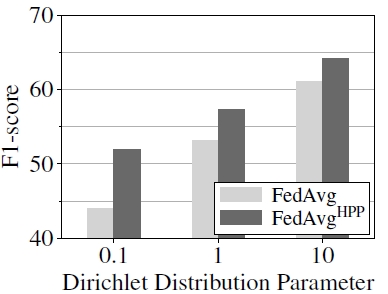 70
60
50
40
F1-score
FedAvg
FedAvg^HPP
0.1 1 10
Dirichlet Distribution Parameter